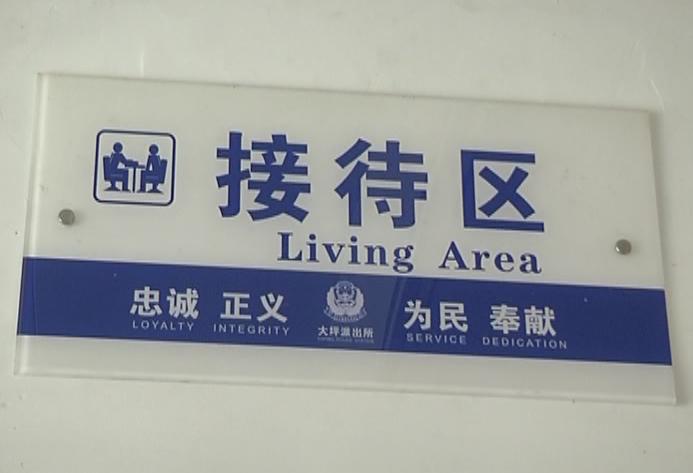 接待区
Living Area
忠诚 正义 大坪派出所 为民 奉献
LOYALTY INTEGRITY SERVICE DEDICATION